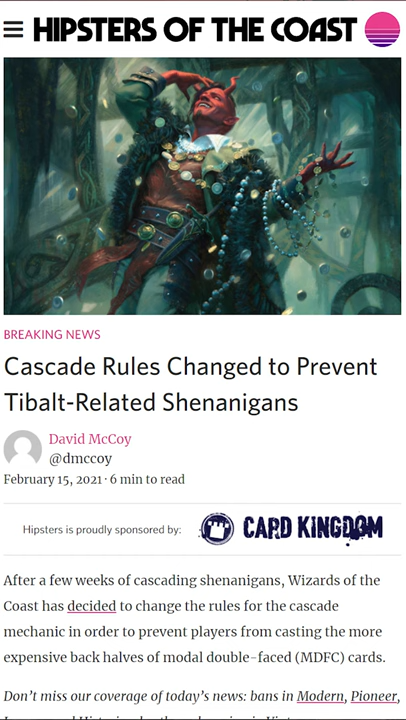 HIPSTERS OF THE COAST
BREAKING NEWS
Cascade Rules Changed to Prevent
Tibalt-Related Shenanigans
David McCoy
@dmccoy
February 15, 2021 · 6 min to read
Hipsters is proudly sponsored by: CARD KINGDOM
After a few weeks of cascading shenanigans, Wizards of the
Coast has decided to change the rules for the cascade
mechanic in order to prevent players from casting the more
expensive back halves of modal double-faced (MDFC) cards.
Don’t miss our coverage of today’s news: bans in Modern, Pioneer,